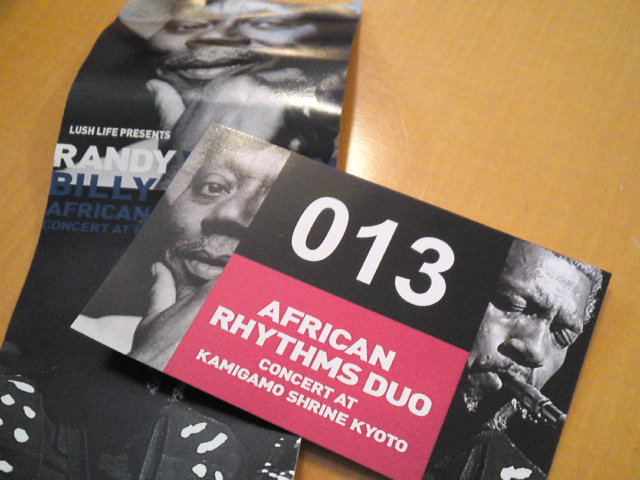 LUSH LIFE PRESENTS
RANDY
BILLY
AFRICAN
CONCERT AT
013
AFRICAN
RHYTHMS DUO
CONCERT AT
KAMIGAMO SHRINE KYOTO